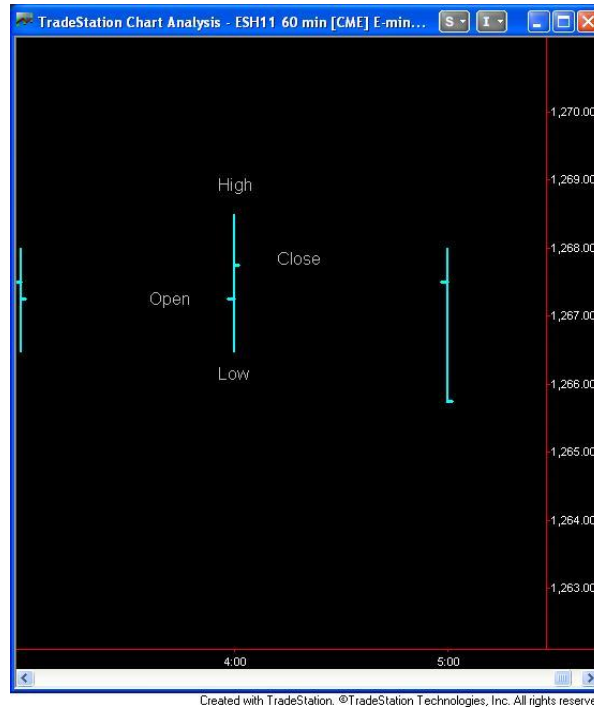 TradeStation Chart Analysis - ESH11 60 min [CME] E-min...
S
I
1,270.00
1,269.00
High
1,268.00
Close
Open
1,267.00
Low
1,266.00
1,265.00
1,264.00
1,263.00
4:00
5:00
Created with TradeStation. ©TradeStation Technologies, Inc. All rights reserve